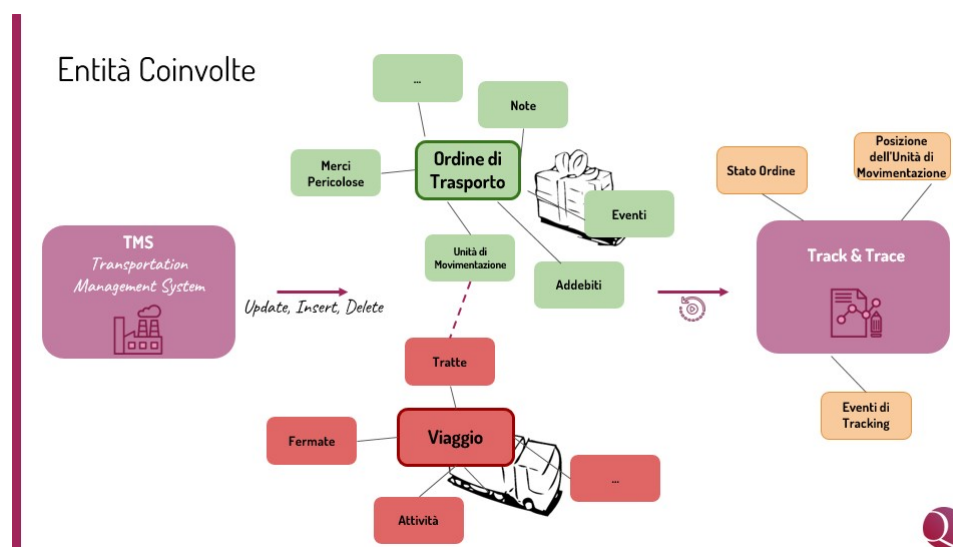 Entità Coinvolte
...
Note
Merci
Pericolose
Ordine di
Trasporto
Eventi
Unità di
Movimentazione
Addebiti
TMS
Transportation
Management System
Update, Insert, Delete
Tratte
Fermate
Viaggio
...
Attività
Stato Ordine
Posizione
dell'Unità di
Movimentazione
Track & Trace
Eventi di
Tracking
Q